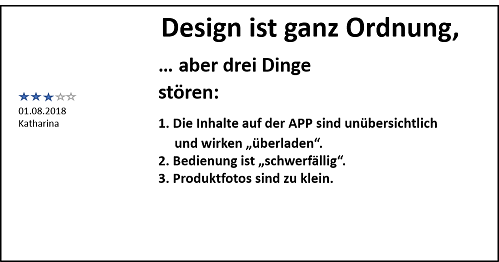 Design ist ganz Ordnung,
… aber drei Dinge
stören:
01.08.2018
Katharina
1. Die Inhalte auf der APP sind unübersichtlich
und wirken „überladen“.
2. Bedienung ist „schwerfällig“.
3. Produktfotos sind zu klein.